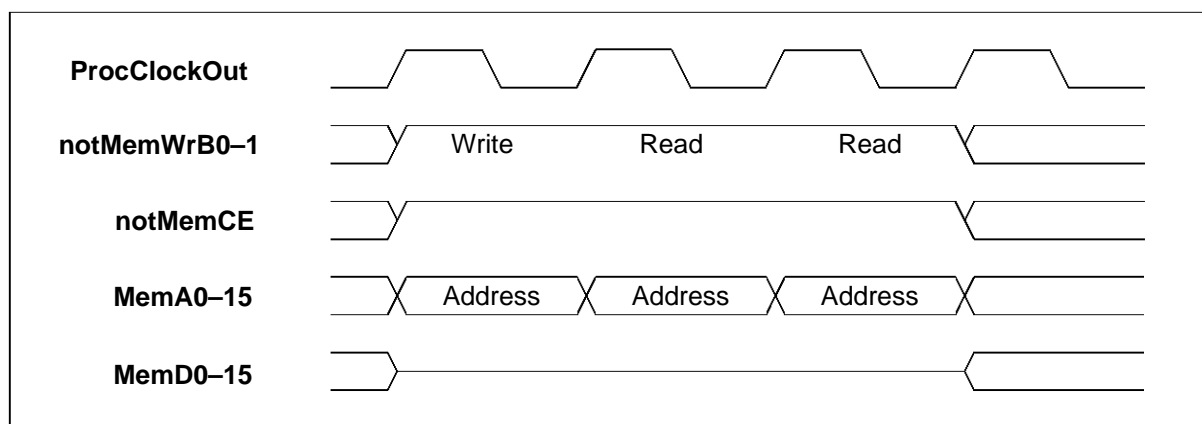 ProcClockOut
notMemWrB0–1 Write Read Read
notMemCE
MemA0–15 Address Address Address
MemD0–15